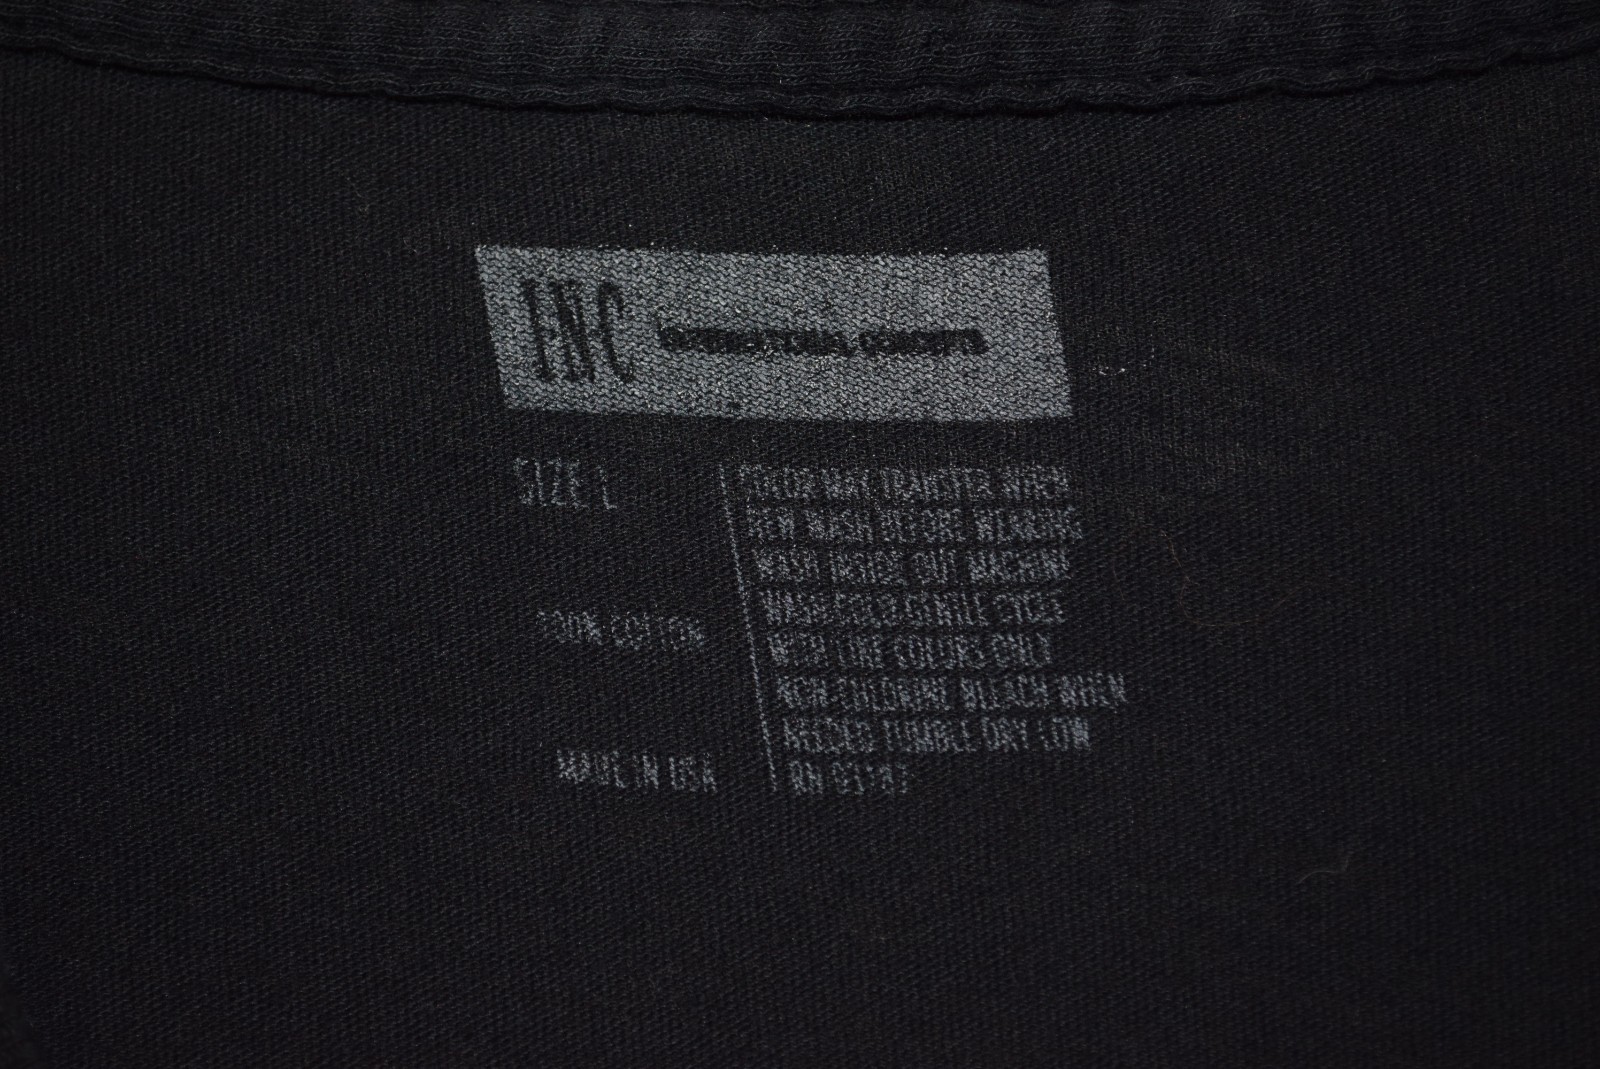 I·N·C INTERNATIONAL CONCEPTS
SIZE L
100% COTTON
MADE IN USA
COLOR MAY TRANSFER WHEN
NEW WASH BEFORE WEARING
WASH INSIDE OUT MACHINE
WASH COLD GENTLE CYCLE
WITH LIKE COLORS ONLY
NON-CHLORINE BLEACH WHEN
NEEDED TUMBLE DRY LOW
RN